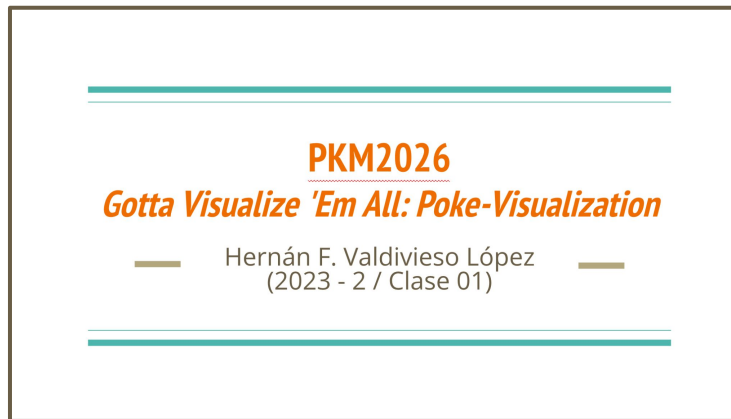 PKM2026
Gotta Visualize 'Em All: Poke-Visualization
Hernán F. Valdivieso López
(2023 - 2 / Clase 01)